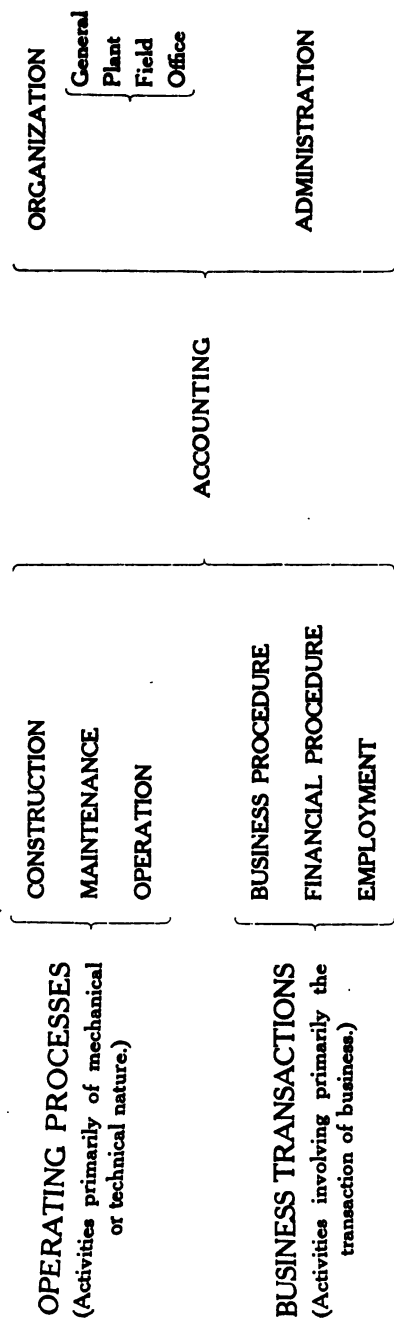 OPERATING PROCESSES
(Activities primarily of mechanical
or technical nature.)
CONSTRUCTION
MAINTENANCE
OPERATION
BUSINESS TRANSACTIONS
(Activities involving primarily the
transaction of business.)
BUSINESS PROCEDURE
FINANCIAL PROCEDURE
EMPLOYMENT
ACCOUNTING
ORGANIZATION
General
Plant
Field
Office
ADMINISTRATION